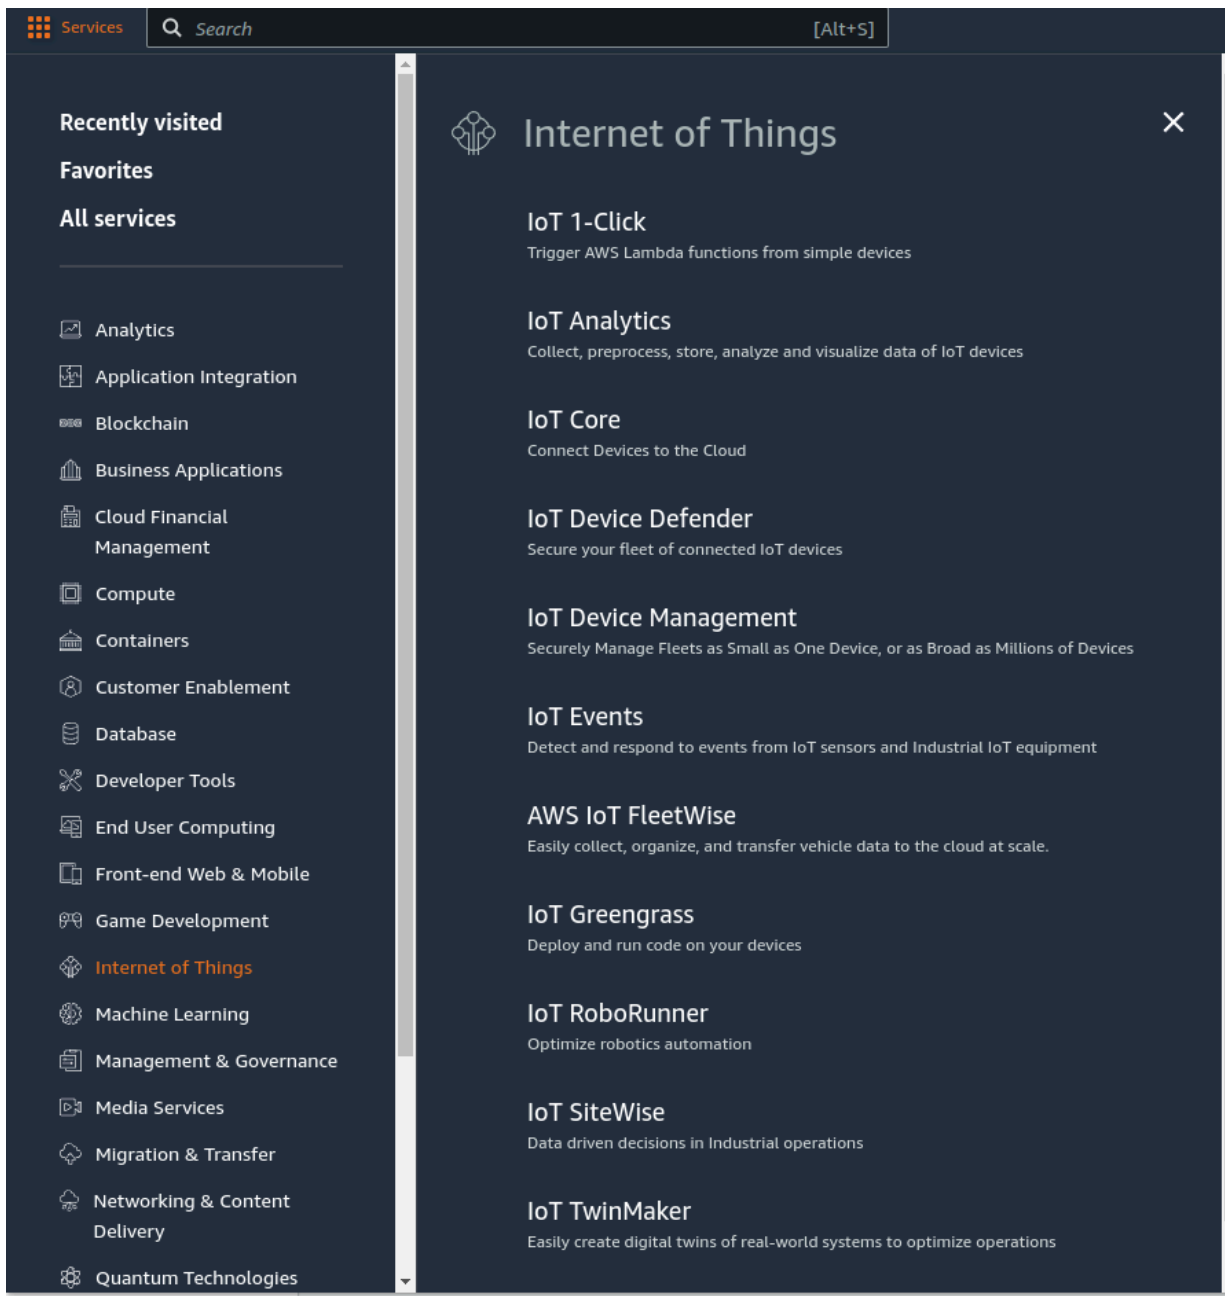 Services
Search
[Alt+S]
Recently visited
Favorites
All services
Analytics
Application Integration
Blockchain
Business Applications
Cloud Financial
Management
Compute
Containers
Customer Enablement
Database
Developer Tools
End User Computing
Front-end Web & Mobile
Game Development
Internet of Things
Machine Learning
Management & Governance
Media Services
Migration & Transfer
Networking & Content
Delivery
Quantum Technologies
Internet of Things
IoT 1-Click
Trigger AWS Lambda functions from simple devices
IoT Analytics
Collect, preprocess, store, analyze and visualize data of IoT devices
IoT Core
Connect Devices to the Cloud
IoT Device Defender
Secure your fleet of connected IoT devices
IoT Device Management
Securely Manage Fleets as Small as One Device, or as Broad as Millions of Devices
IoT Events
Detect and respond to events from IoT sensors and Industrial IoT equipment
AWS IoT FleetWise
Easily collect, organize, and transfer vehicle data to the cloud at scale.
IoT Greengrass
Deploy and run code on your devices
IoT RoboRunner
Optimize robotics automation
IoT SiteWise
Data driven decisions in Industrial operations
IoT TwinMaker
Easily create digital twins of real-world systems to optimize operations